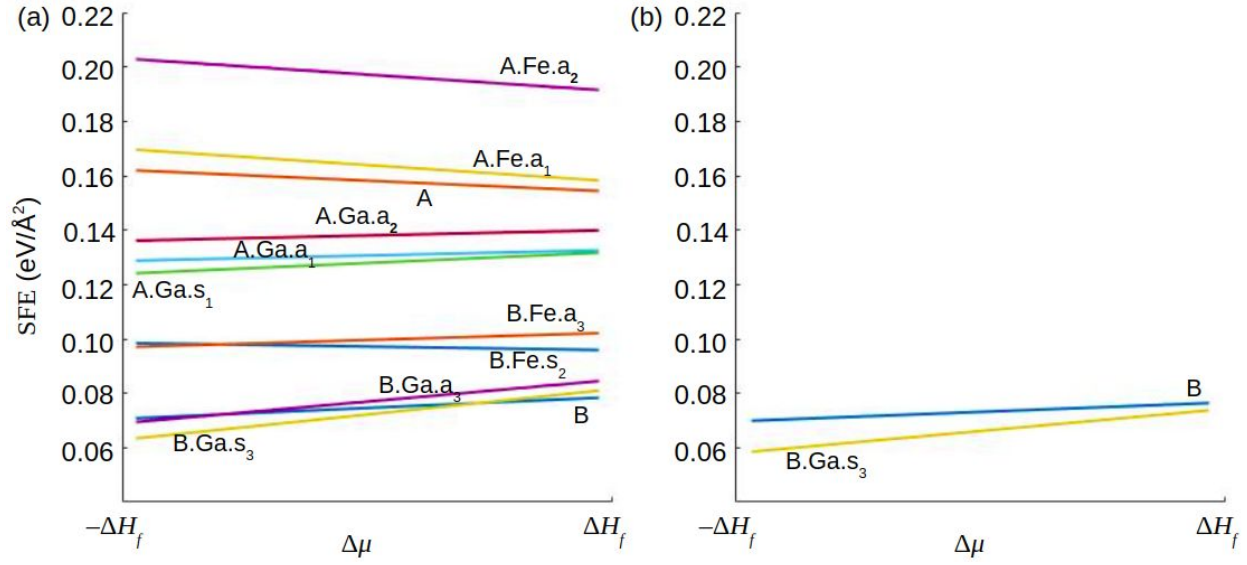 (a)
0.22
0.20
0.18
0.16
0.14
0.12
0.10
0.08
0.06
SFE (eV/Å²)
A.Fe.a₂
A.Fe.a₁
A
A.Ga.a₂
A.Ga.a₁
A.Ga.s₁
B.Fe.a₃
B.Fe.s₂
B.Ga.a₃
B
B.Ga.s₃
−ΔH_f
Δμ
ΔH_f
(b)
0.22
0.20
0.18
0.16
0.14
0.12
0.10
0.08
0.06
B
B.Ga.s₃
−ΔH_f
Δμ
ΔH_f